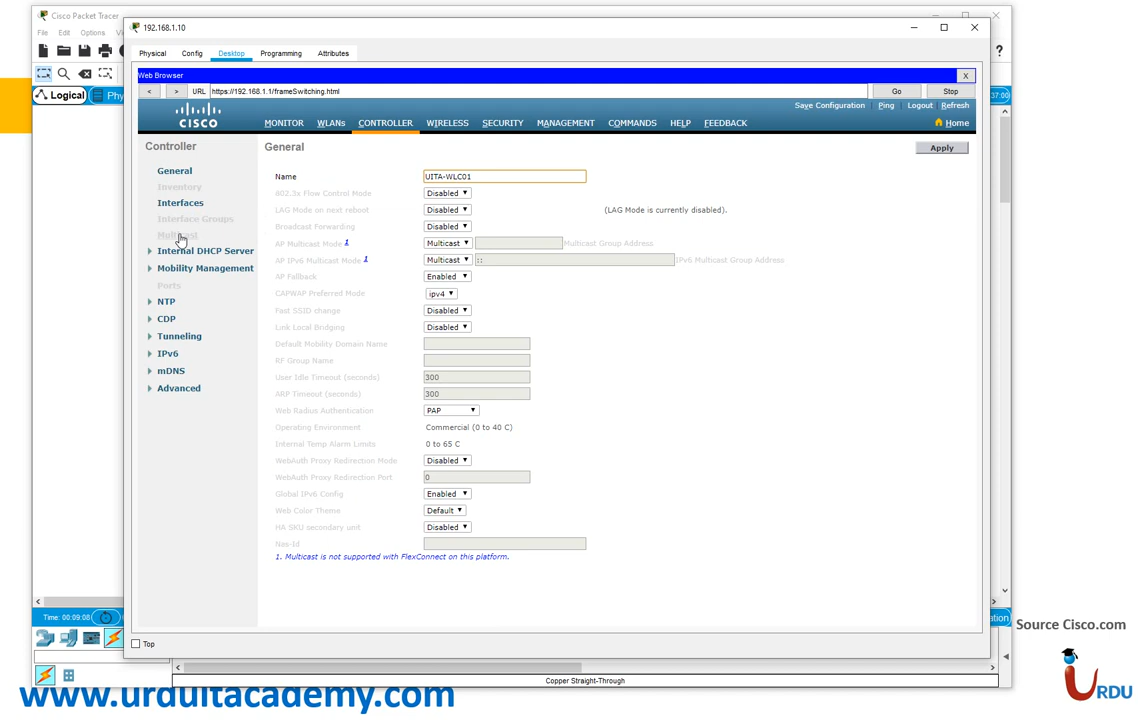 Cisco Packet Tracer
File Edit Options
192.168.1.10
Physical Config Desktop Programming Attributes
Web Browser X
< > URL https://192.168.1.1/frameSwitching.html Go Stop
Logical Phy 37:00
CISCO
MONITOR WLANs CONTROLLER WIRELESS SECURITY MANAGEMENT COMMANDS HELP FEEDBACK
Save Configuration Ping Logout Refresh
Home
Controller
General
Inventory
Interfaces
Interface Groups
Multicast
Internal DHCP Server
Mobility Management
Ports
NTP
CDP
Tunneling
IPv6
mDNS
Advanced
General Apply
Name UITA-WLC01
802.3x Flow Control Mode Disabled
LAG Mode on next reboot Disabled (LAG Mode is currently disabled).
Broadcast Forwarding Disabled
AP Multicast Mode 1 Multicast Multicast Group Address
AP IPv6 Multicast Mode 1 Multicast :: IPv6 Multicast Group Address
AP Fallback Enabled
CAPWAP Preferred Mode ipv4
Fast SSID change Disabled
Link Local Bridging Disabled
Default Mobility Domain Name
RF Group Name
User Idle Timeout (seconds) 300
ARP Timeout (seconds) 300
Web Radius Authentication PAP
Operating Environment Commercial (0 to 40 C)
Internal Temp Alarm Limits 0 to 65 C
WebAuth Proxy Redirection Mode Disabled
WebAuth Proxy Redirection Port 0
Global IPv6 Config Enabled
Web Color Theme Default
HA SKU secondary unit Disabled
Nas-Id
1. Multicast is not supported with FlexConnect on this platform.
Time: 00:09:08 ation
Top
Copper Straight-Through
Source Cisco.com
www.urduitacademy.com
URDU